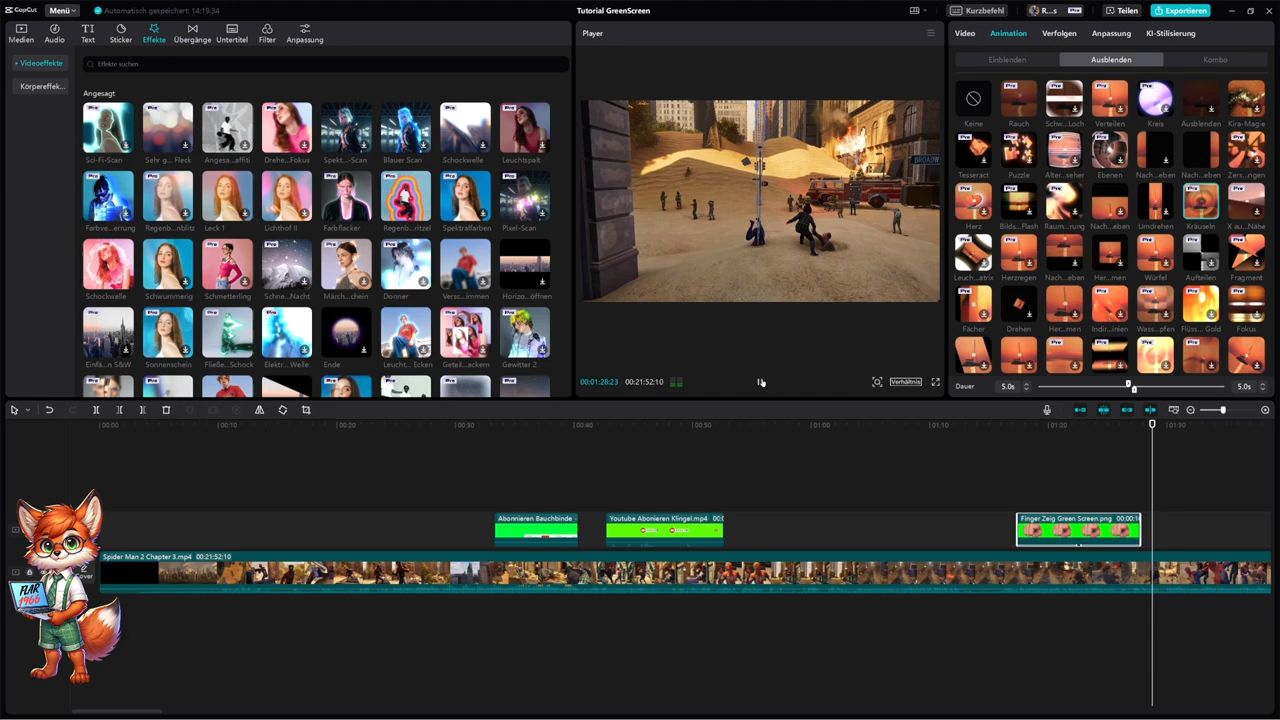 CapCut
Menü
Automatisch gespeichert: 14:19:34
Tutorial GreenScreen
Kurzbefehl
R...s
Pro
Teilen
Exportieren
Medien
Audio
Text
Sticker
Effekte
Übergänge
Untertitel
Filter
Anpassung
Videoeffekte
Körpereffek...
Effekte suchen
Angesagt
Sci-Fi-Scan
Sehr g... Fleck
Angesa...affiti
Drehe...Fokus
Spekt...-Scan
Blauer Scan
Schockwelle
Leuchtspalt
Farbve...errung
Regenb...nblitz
Leck 1
Lichthof II
Farbflacker
Regenb...ritzel
Spektralfarben
Pixel-Scan
Schockwelle
Schwummerig
Schmetterling
Schne...Nacht
Märch...chein
Donner
Versc...immen
Horizo...öffnen
Einfä...n S&W
Sonnenschein
Fließe...Schock
Elektr... Welle
Ende
Leucht... Ecken
Geteil...ackern
Gewitter 2
Player
BROADW
00:01:28:23
00:21:52:10
Verhältnis
Video
Animation
Verfolgen
Anpassung
KI-Stilisierung
Einblenden
Ausblenden
Kombo
Keine
Rauch
Schw...Loch
Verteilen
Kreis
Ausblenden
Kira-Magie
Tesseract
Puzzle
Alter...seher
Ebenen
Nach...eben
Nach...eben
Zers...ngen
Herz
Bilds...Flash
Raum...rung
Nach...eben
Umdrehen
Kräuseln
X au...Nähe
Leuch...atrix
Herzregen
Nach...eben
Her...men
Würfel
Aufteilen
Fragment
Fächer
Drehen
Her...men
Indir...inien
Wass...pfen
Flüss... Gold
Fokus
Dauer
5.0s
5.0s
00:00
00:10
00:20
00:30
00:40
00:50
01:00
01:10
01:20
01:30
Abonnieren Bauchbinde
Youtube Abonieren Klingel.mp4
Finger Zeig Green Screen.png
Spider Man 2 Chapter 3.mp4
00:21:52:10
Cover
FLAR
1966